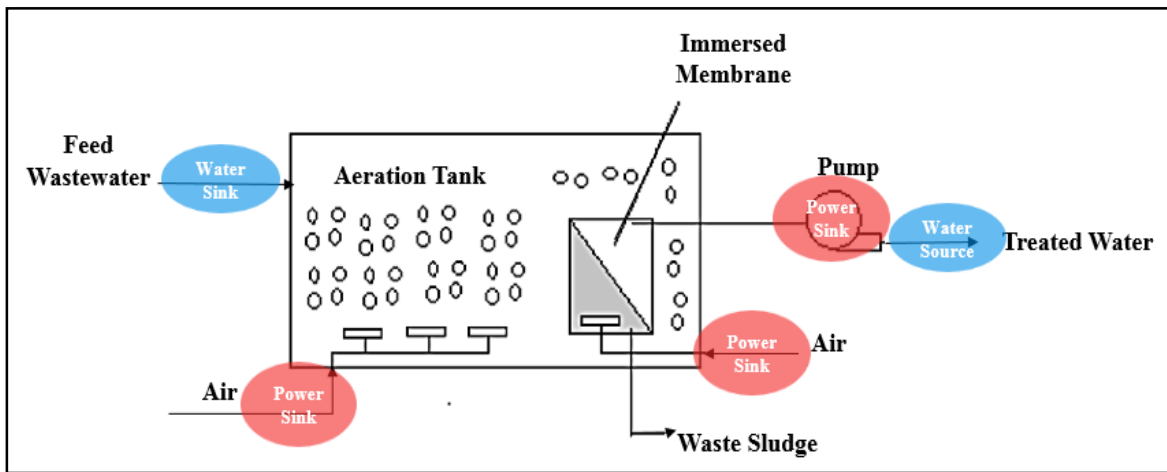 Immersed
Membrane
Feed
Wastewater
Water
Sink
Aeration Tank
Pump
Power
Sink
Water
Source
Treated Water
Power
Sink
Air
Air
Power
Sink
Waste Sludge